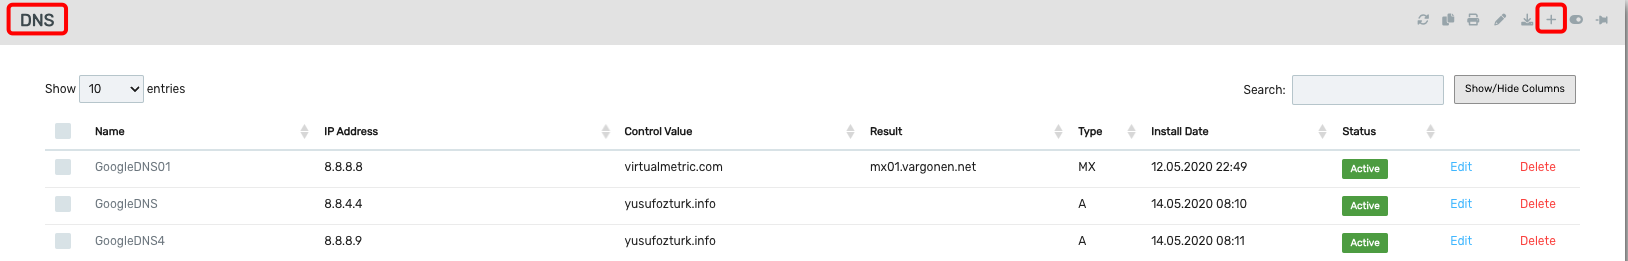 DNS
Show 10 entries Search: Show/Hide Columns
Name IP Address Control Value Result Type Install Date Status
GoogleDNS01 8.8.8.8 virtualmetric.com mx01.vargonen.net MX 12.05.2020 22:49 Active Edit Delete
GoogleDNS 8.8.4.4 yusufozturk.info A 14.05.2020 08:10 Active Edit Delete
GoogleDNS4 8.8.8.9 yusufozturk.info A 14.05.2020 08:11 Active Edit Delete